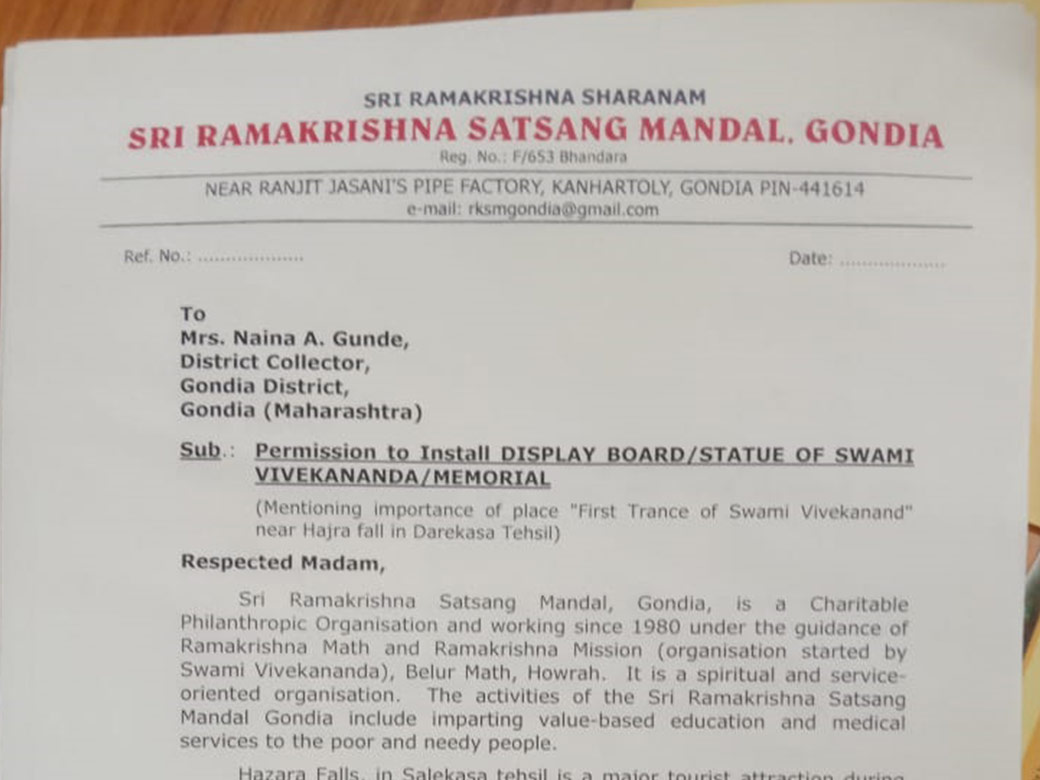 SRI RAMAKRISHNA SHARANAM
SRI RAMAKRISHNA SATSANG MANDAL, GONDIA
Reg. No.: F/653 Bhandara
NEAR RANJIT JASANI'S PIPE FACTORY, KANHARTOLY, GONDIA PIN-441614
e-mail: rksmgondia@gmail.com
Ref. No.: ................... Date: ...................
To
Mrs. Naina A. Gunde,
District Collector,
Gondia District,
Gondia (Maharashtra)
Sub.: Permission to Install DISPLAY BOARD/STATUE OF SWAMI
VIVEKANANDA/MEMORIAL
(Mentioning importance of place "First Trance of Swami Vivekanand"
near Hajra fall in Darekasa Tehsil)
Respected Madam,
Sri Ramakrishna Satsang Mandal, Gondia, is a Charitable
Philanthropic Organisation and working since 1980 under the guidance of
Ramakrishna Math and Ramakrishna Mission (organisation started by
Swami Vivekananda), Belur Math, Howrah. It is a spiritual and service-
oriented organisation. The activities of the Sri Ramakrishna Satsang
Mandal Gondia include imparting value-based education and medical
services to the poor and needy people.
Hazara Falls, in Salekasa tehsil is a major tourist attraction during